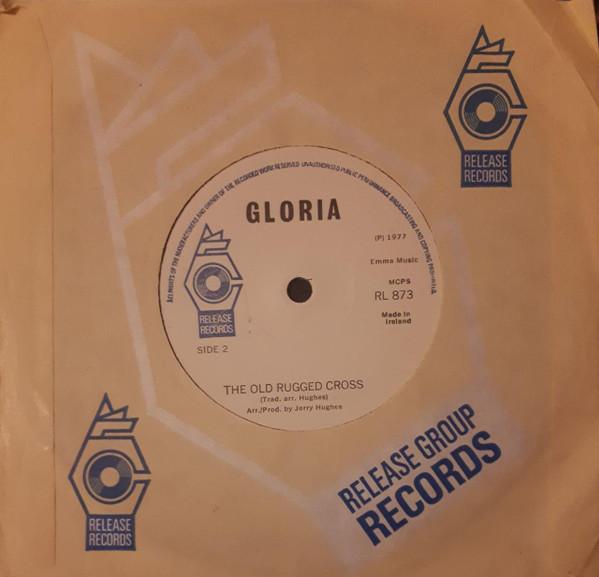 RELEASE
RECORDS
ALL RIGHTS OF THE MANUFACTURERS AND OWNER OF THE RECORDED WORK RESERVED UNAUTHORISED PUBLIC PERFORMANCE BROADCASTING AND COPYING PROHIBITED
GLORIA
(P) 1977
Emma Music
MCPS
RL 873
Made in
Ireland
RELEASE
RECORDS
SIDE 2
THE OLD RUGGED CROSS
(Trad. arr. Hughes)
Arr./Prod. by Jerry Hughes
RELEASE GROUP
RECORDS
RELEASE
RECORDS